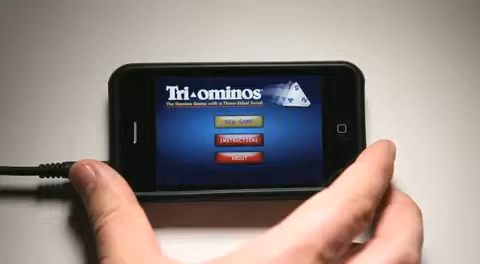 Tri▲ominos
The Domino Game with a Three-Sided Twist!
NEW GAME
INSTRUCTIONS
ABOUT